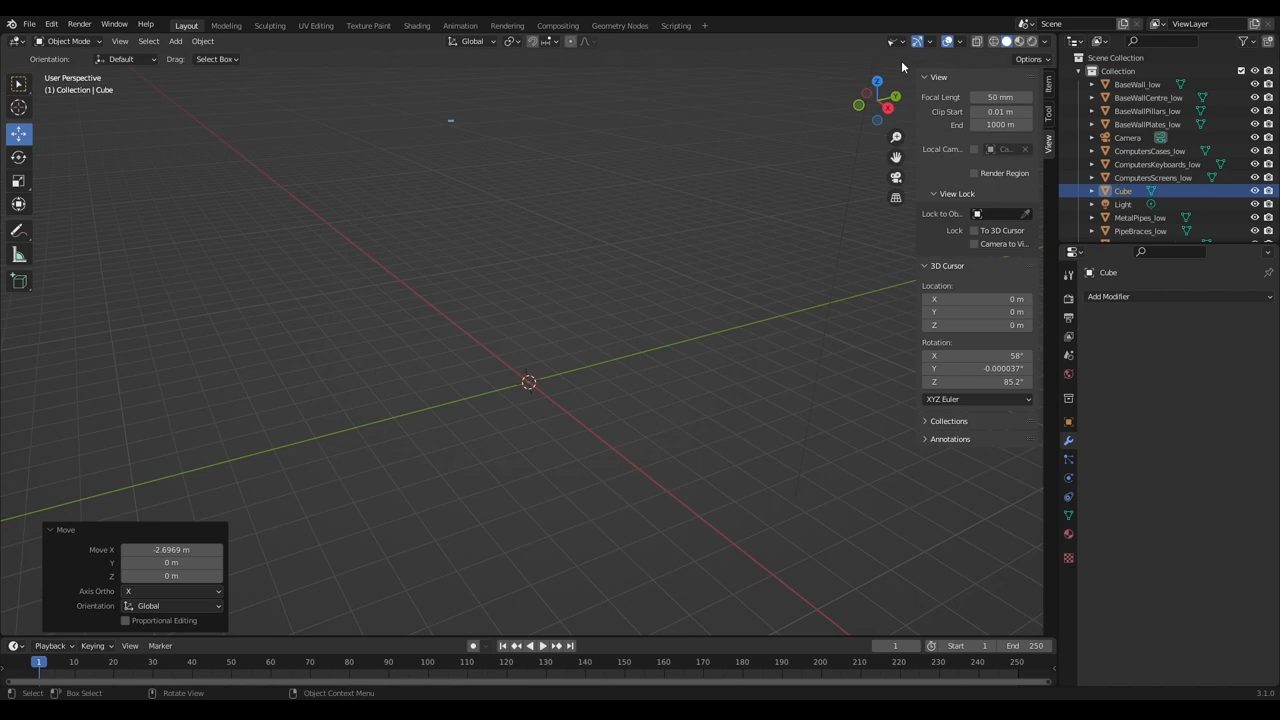 File Edit Render Window Help
Layout Modeling Sculpting UV Editing Texture Paint Shading Animation Rendering Compositing Geometry Nodes Scripting +
Scene ViewLayer
Object Mode View Select Add Object
Global
Orientation: Default Drag: Select Box Options
User Perspective
(1) Collection | Cube
Z
Y
X
View
Focal Lengt 50 mm
Clip Start 0.01 m
End 1000 m
Local Cam... Ca...
Render Region
View Lock
Lock to Ob...
Lock To 3D Cursor
Camera to Vi...
3D Cursor
Location:
X 0 m
Y 0 m
Z 0 m
Rotation:
X 58°
Y -0.000037°
Z 85.2°
XYZ Euler
Collections
Annotations
Item
Tool
View
Scene Collection
Collection
BaseWall_low
BaseWallCentre_low
BaseWallPillars_low
BaseWallPlates_low
Camera
ComputersCases_low
ComputersKeyboards_low
ComputersScreens_low
Cube
Light
MetalPipes_low
PipeBraces_low
Cube
Add Modifier
Move
Move X -2.6969 m
Y 0 m
Z 0 m
Axis Ortho X
Orientation Global
Proportional Editing
Playback Keying View Marker
1 Start 1 End 250
1 10 20 30 40 50 60 70 80 90 100 110 120 130 140 150 160 170 180 190 200 210 220 230 240 250
Select Box Select Rotate View Object Context Menu 3.1.0